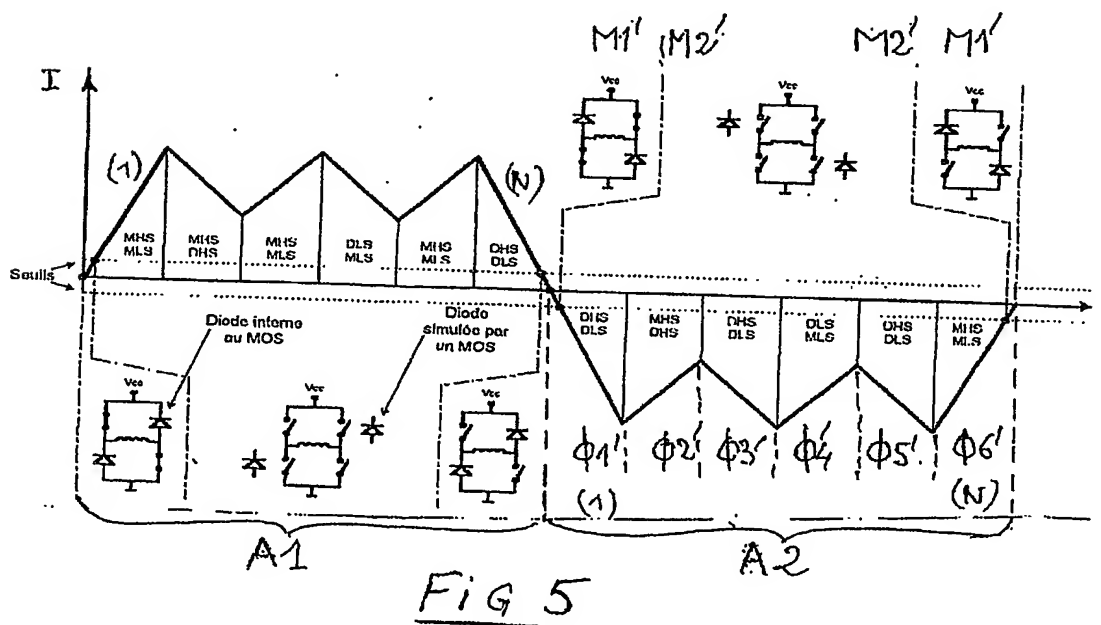 M1' M2' M2' M1'
I
Vcc Vcc Vcc
(1) (N)
MHS MLS
MHS DHS
MHS MLS
DLS MLS
MHS MLS
DHS DLS
Seuils
DHS DLS
MHS DHS
DHS DLS
DLS MLS
DHS DLS
MHS MLS
Diode interne
au MOS
Diode
simulée par
un MOS
Vcc Vcc Vcc
ϕ1' ϕ2' ϕ3' ϕ4' ϕ5' ϕ6'
(1) (N)
A1 A2
FiG 5